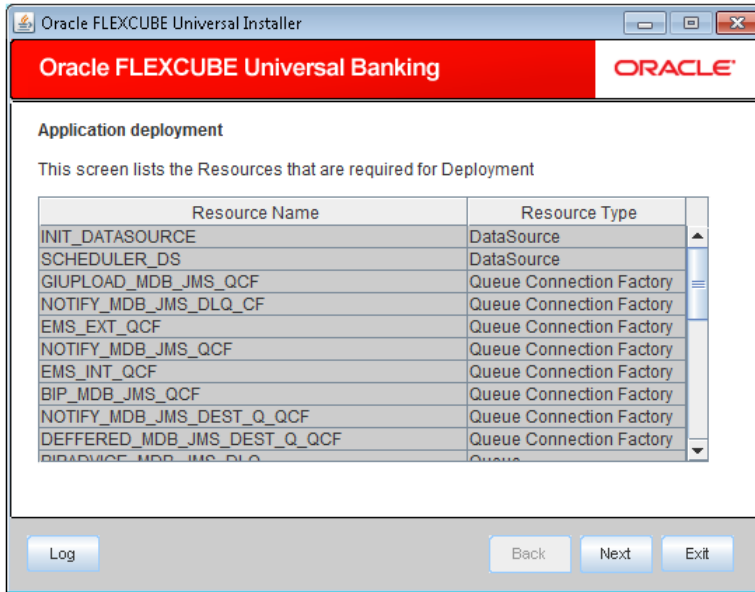 Oracle FLEXCUBE Universal Installer
Oracle FLEXCUBE Universal Banking
ORACLE
Application deployment
This screen lists the Resources that are required for Deployment
Resource Name Resource Type
INIT_DATASOURCE DataSource
SCHEDULER_DS DataSource
GIUPLOAD_MDB_JMS_QCF Queue Connection Factory
NOTIFY_MDB_JMS_DLQ_CF Queue Connection Factory
EMS_EXT_QCF Queue Connection Factory
NOTIFY_MDB_JMS_QCF Queue Connection Factory
EMS_INT_QCF Queue Connection Factory
BIP_MDB_JMS_QCF Queue Connection Factory
NOTIFY_MDB_JMS_DEST_Q_QCF Queue Connection Factory
DEFFERED_MDB_JMS_DEST_Q_QCF Queue Connection Factory
Log Back Next Exit